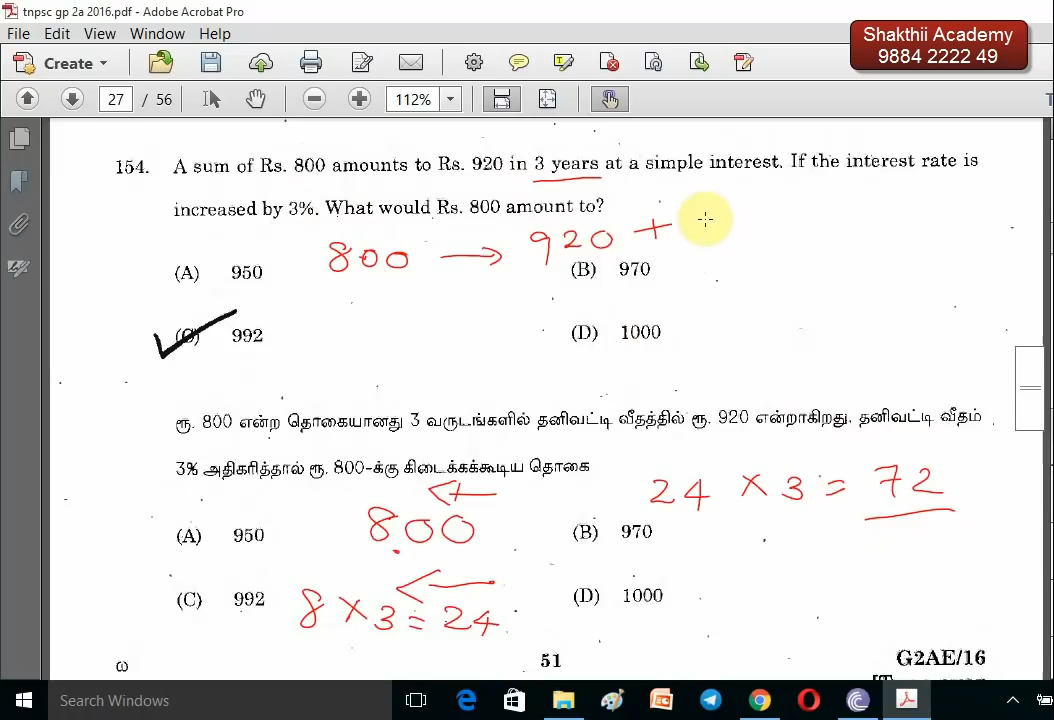 tnpsc gp 2a 2016.pdf - Adobe Acrobat Pro
File Edit View Window Help
Shakthii Academy
9884 2222 49
Create
27 / 56
112%
154. A sum of Rs. 800 amounts to Rs. 920 in 3 years at a simple interest. If the interest rate is
increased by 3%. What would Rs. 800 amount to?
800 → 920 +
(A) 950 (B) 970
(C) 992 (D) 1000
ரூ. 800 என்ற தொகையானது 3 வருடங்களில் தனிவட்டி வீதத்தில் ரூ. 920 என்றாகிறது. தனிவட்டி வீதம்
3% அதிகரித்தால் ரூ. 800-க்கு கிடைக்கக்கூடிய தொகை
24 × 3 = 72
8.00
(A) 950 (B) 970
(C) 992 (D) 1000
8 × 3 = 24
51
G2AE/16
Search Windows